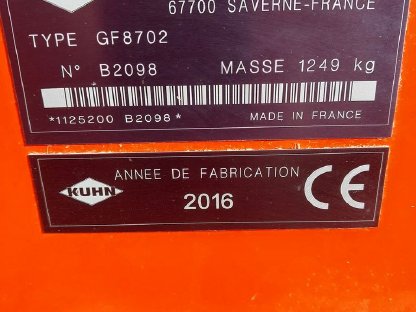 67700 SAVERNE-FRANCE
TYPE GF8702
N° B2098 MASSE 1249 kg
*1125200 B2098* MADE IN FRANCE
KUHN ANNEE DE FABRICATION CE
2016